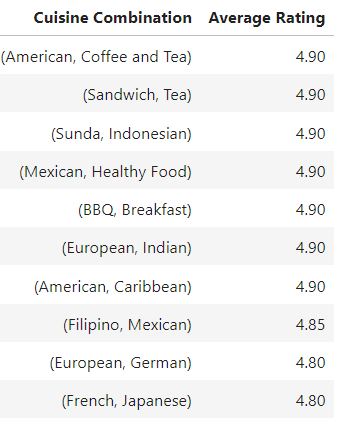 Cuisine Combination Average Rating
(American, Coffee and Tea) 4.90
(Sandwich, Tea) 4.90
(Sunda, Indonesian) 4.90
(Mexican, Healthy Food) 4.90
(BBQ, Breakfast) 4.90
(European, Indian) 4.90
(American, Caribbean) 4.90
(Filipino, Mexican) 4.85
(European, German) 4.80
(French, Japanese) 4.80